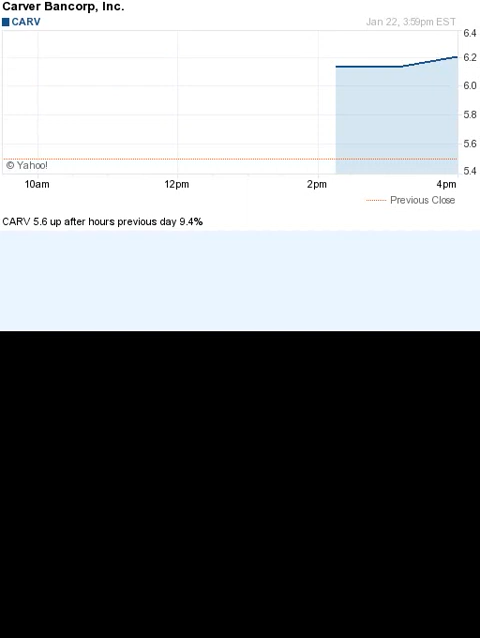 Carver Bancorp, Inc.
CARV Jan 22, 3:59pm EST
6.4
6.2
6.0
5.8
5.6
5.4
© Yahoo!
10am 12pm 2pm 4pm
Previous Close
CARV 5.6 up after hours previous day 9.4%